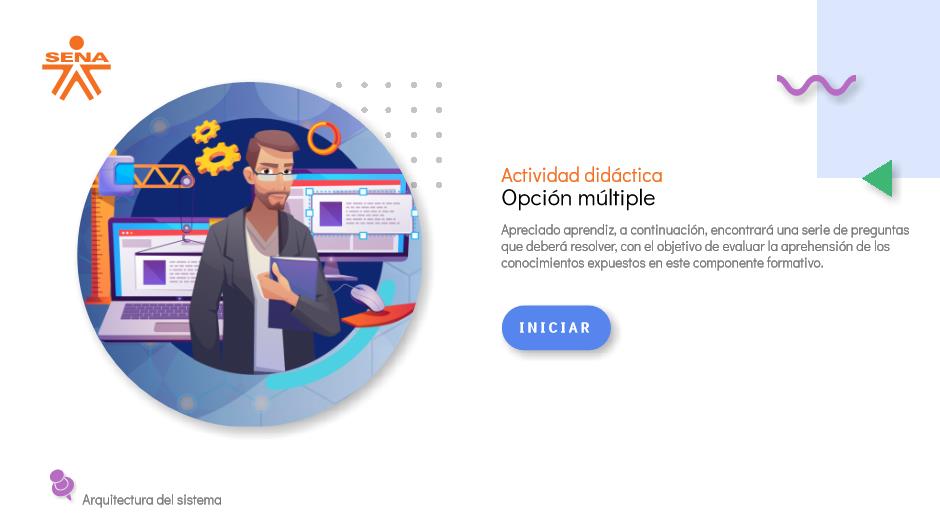 SENA
Actividad didáctica
Opción múltiple
Apreciado aprendiz, a continuación, encontrará una serie de preguntas
que deberá resolver, con el objetivo de evaluar la aprehensión de los
conocimientos expuestos en este componente formativo.
INICIAR
Arquitectura del sistema